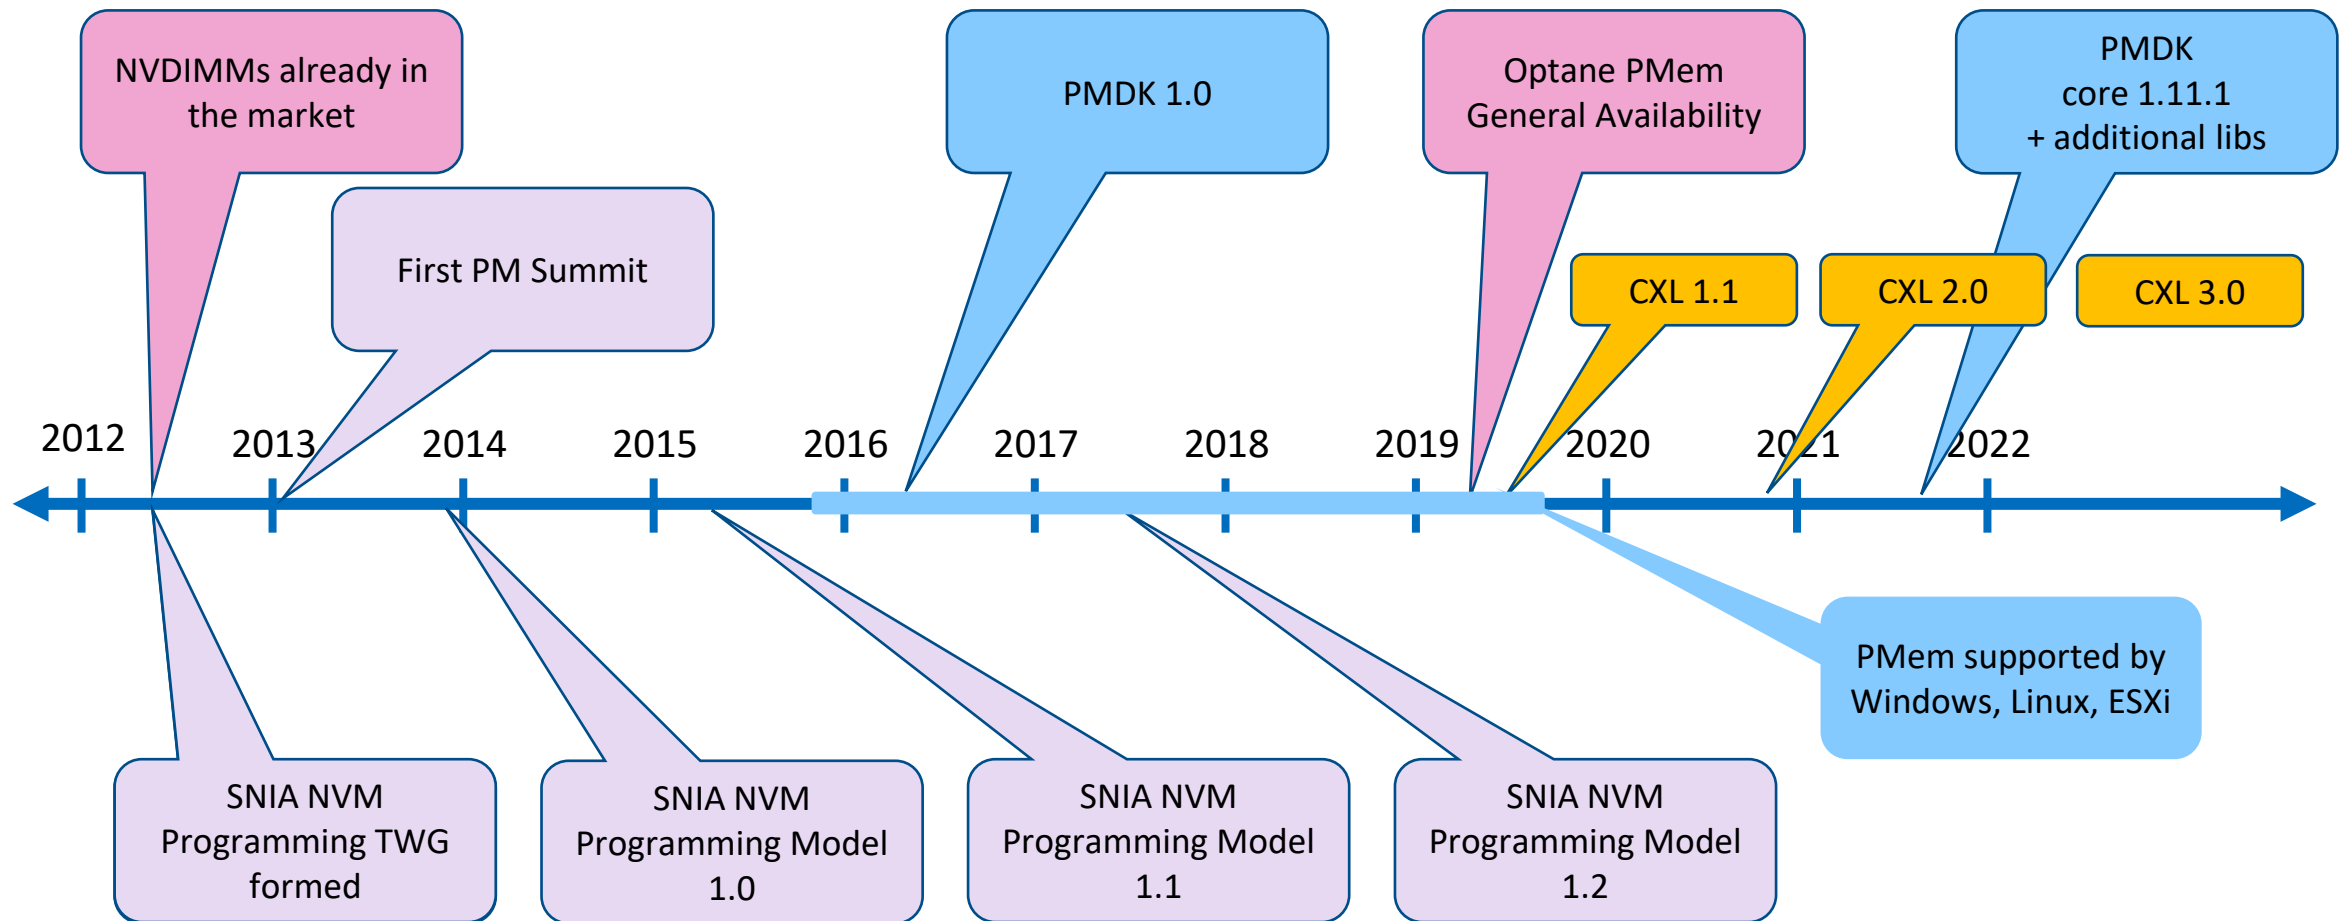 NVDIMMs already in
the market
PMDK 1.0
Optane PMem
General Availability
PMDK
core 1.11.1
+ additional libs
First PM Summit
CXL 1.1
CXL 2.0
CXL 3.0
2012
2013
2014
2015
2016
2017
2018
2019
2020
2021
2022
PMem supported by
Windows, Linux, ESXi
SNIA NVM
Programming TWG
formed
SNIA NVM
Programming Model
1.0
SNIA NVM
Programming Model
1.1
SNIA NVM
Programming Model
1.2